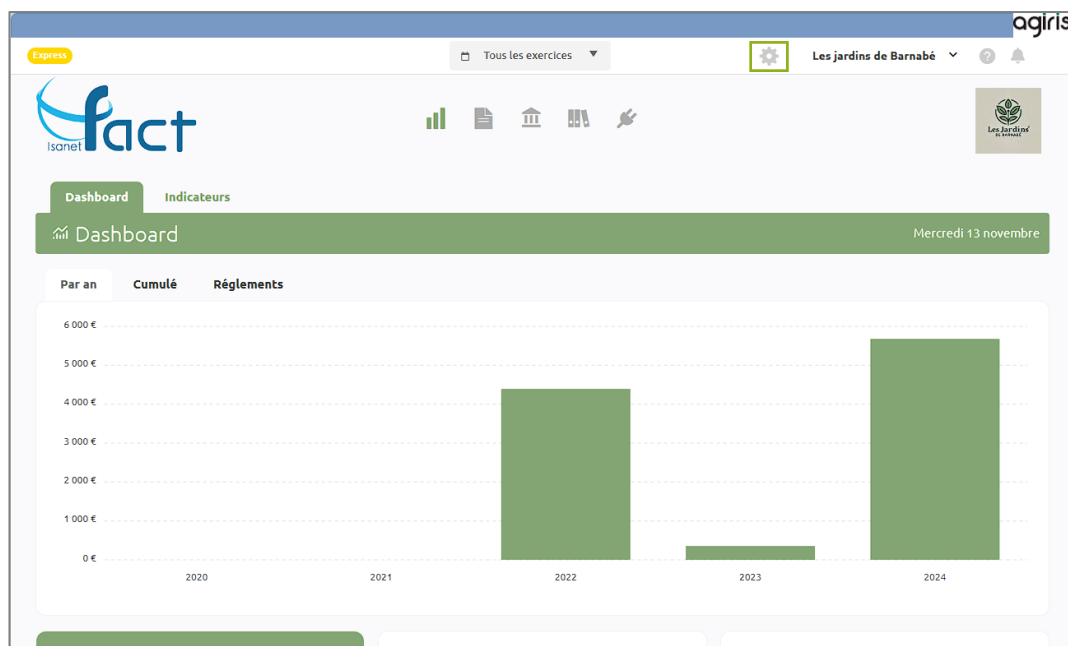 agiris
Express
Tous les exercices
Les jardins de Barnabé
?
Isanet fact
Les Jardins
DE BARNABÉ
Dashboard
Indicateurs
Dashboard
Mercredi 13 novembre
Par an
Cumulé
Réglements
6 000 €
5 000 €
4 000 €
3 000 €
2 000 €
1 000 €
0 €
2020
2021
2022
2023
2024